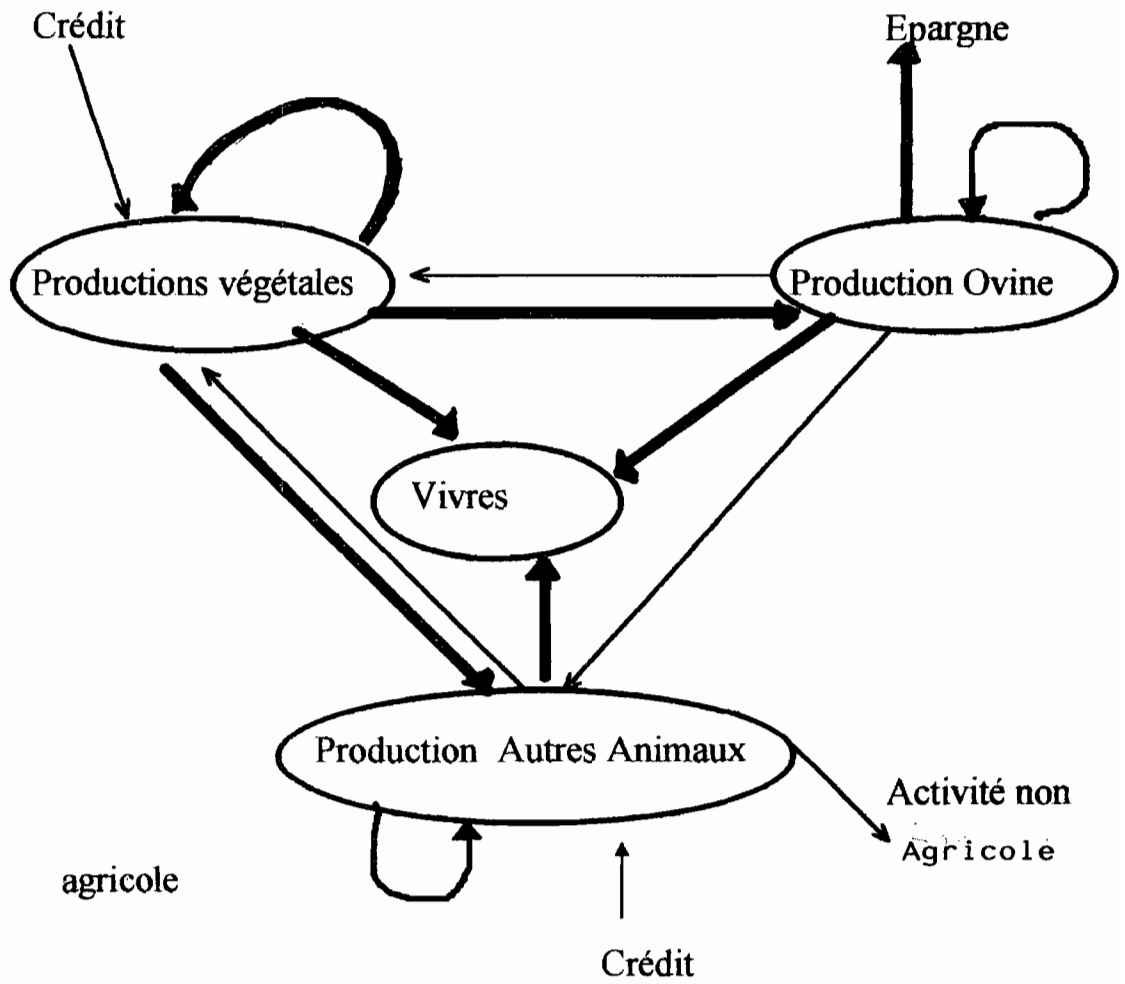 Crédit
Epargne
Productions végétales
Production Ovine
Vivres
Production Autres Animaux
Activité non
Agricole
agricole
Crédit